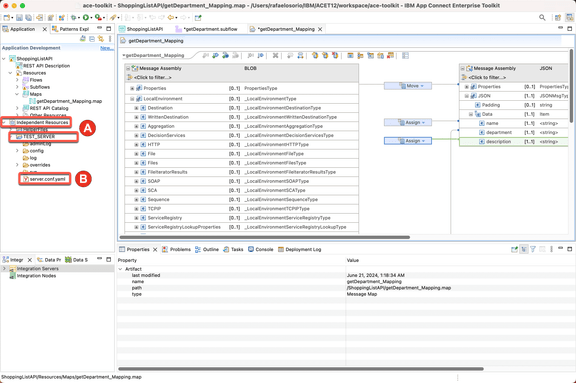 ace-toolkit - ShoppingListAPI/getDepartment_Mapping.map - /Users/rafaelosorio/IBM/ACET12/workspace/ace-toolkit - IBM App Connect Enterprise Toolkit
Application
Patterns Expl
Application Development
New...
ShoppingListAPI
REST API Description
Resources
Flows
Subflows
Maps
getDepartment_Mapping.map
REST API Catalog
Other Resources
Independent Resources
A
TEST_SERVER
adminLog
config
log
overrides
server.conf.yaml
B
Integr
Data Pr
Data S
Integration Servers
Integration Nodes
ShoppingListAPI
*getDepartment.subflow
*getDepartment_Mapping
getDepartment_Mapping
getDepartment_Mapping
Message Assembly
BLOB
<Click to filter...>
Properties [0..1] PropertiesType
LocalEnvironment [0..1] _LocalEnvironmentType
Destination [0..1] _LocalEnvironmentDestinationType
WrittenDestination [0..1] _LocalEnvironmentWrittenDestinationType
Aggregation [0..1] _LocalEnvironmentAggregationType
DecisionServices [0..1] _LocalEnvironmentDecisionServicesType
HTTP [0..1] _LocalEnvironmentHTTPType
File [0..1] _LocalEnvironmentFileType
Files [0..1] _LocalEnvironmentFilesType
FileIteratorResults [0..1] _LocalEnvironmentFileIteratorResultsType
SOAP [0..1] _LocalEnvironmentSOAPType
SCA [0..1] _LocalEnvironmentSCAType
Sequence [0..1] _LocalEnvironmentSequenceType
TCPIP [0..1] _LocalEnvironmentTCPIPType
ServiceRegistry [0..1] _LocalEnvironmentServiceRegistryType
ServiceRegistryLookupProperties [0..1] _LocalEnvironmentServiceRegistryLookupType
Move
Assign
Assign
Message Assembly
JSON
<Click to filter...>
Properties [0..1] PropertiesType
JSON [1..1] JSONMsgType
Padding [0..1] string
Data [1..1] item
name [1..1] <string>
department [1..1] <string>
description [1..1] <string>
Properties
Problems
Outline
Tasks
Console
Deployment Log
Property
Value
Artifact
last modified June 21, 2024, 1:18:34 AM
name getDepartment_Mapping
path /ShoppingListAPI/getDepartment_Mapping.map
type Message Map
ShoppingListAPI/Resources/Maps/getDepartment_Mapping.map